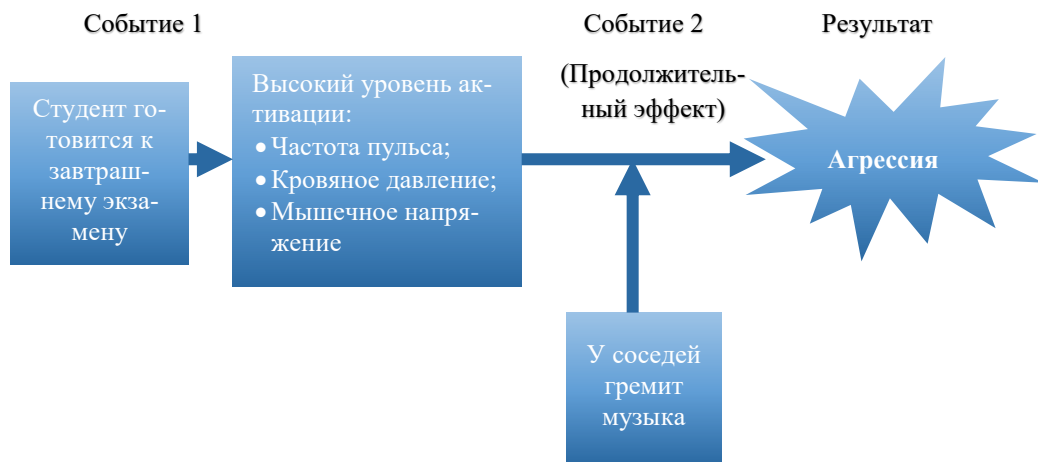 Событие 1
Событие 2
Результат
(Продолжитель-
ный эффект)
Студент го-
товится к
завтраш-
нему экза-
мену
Высокий уровень ак-
тивации:
• Частота пульса;
• Кровяное давление;
• Мышечное напря-
жение
Агрессия
У соседей
гремит
музыка